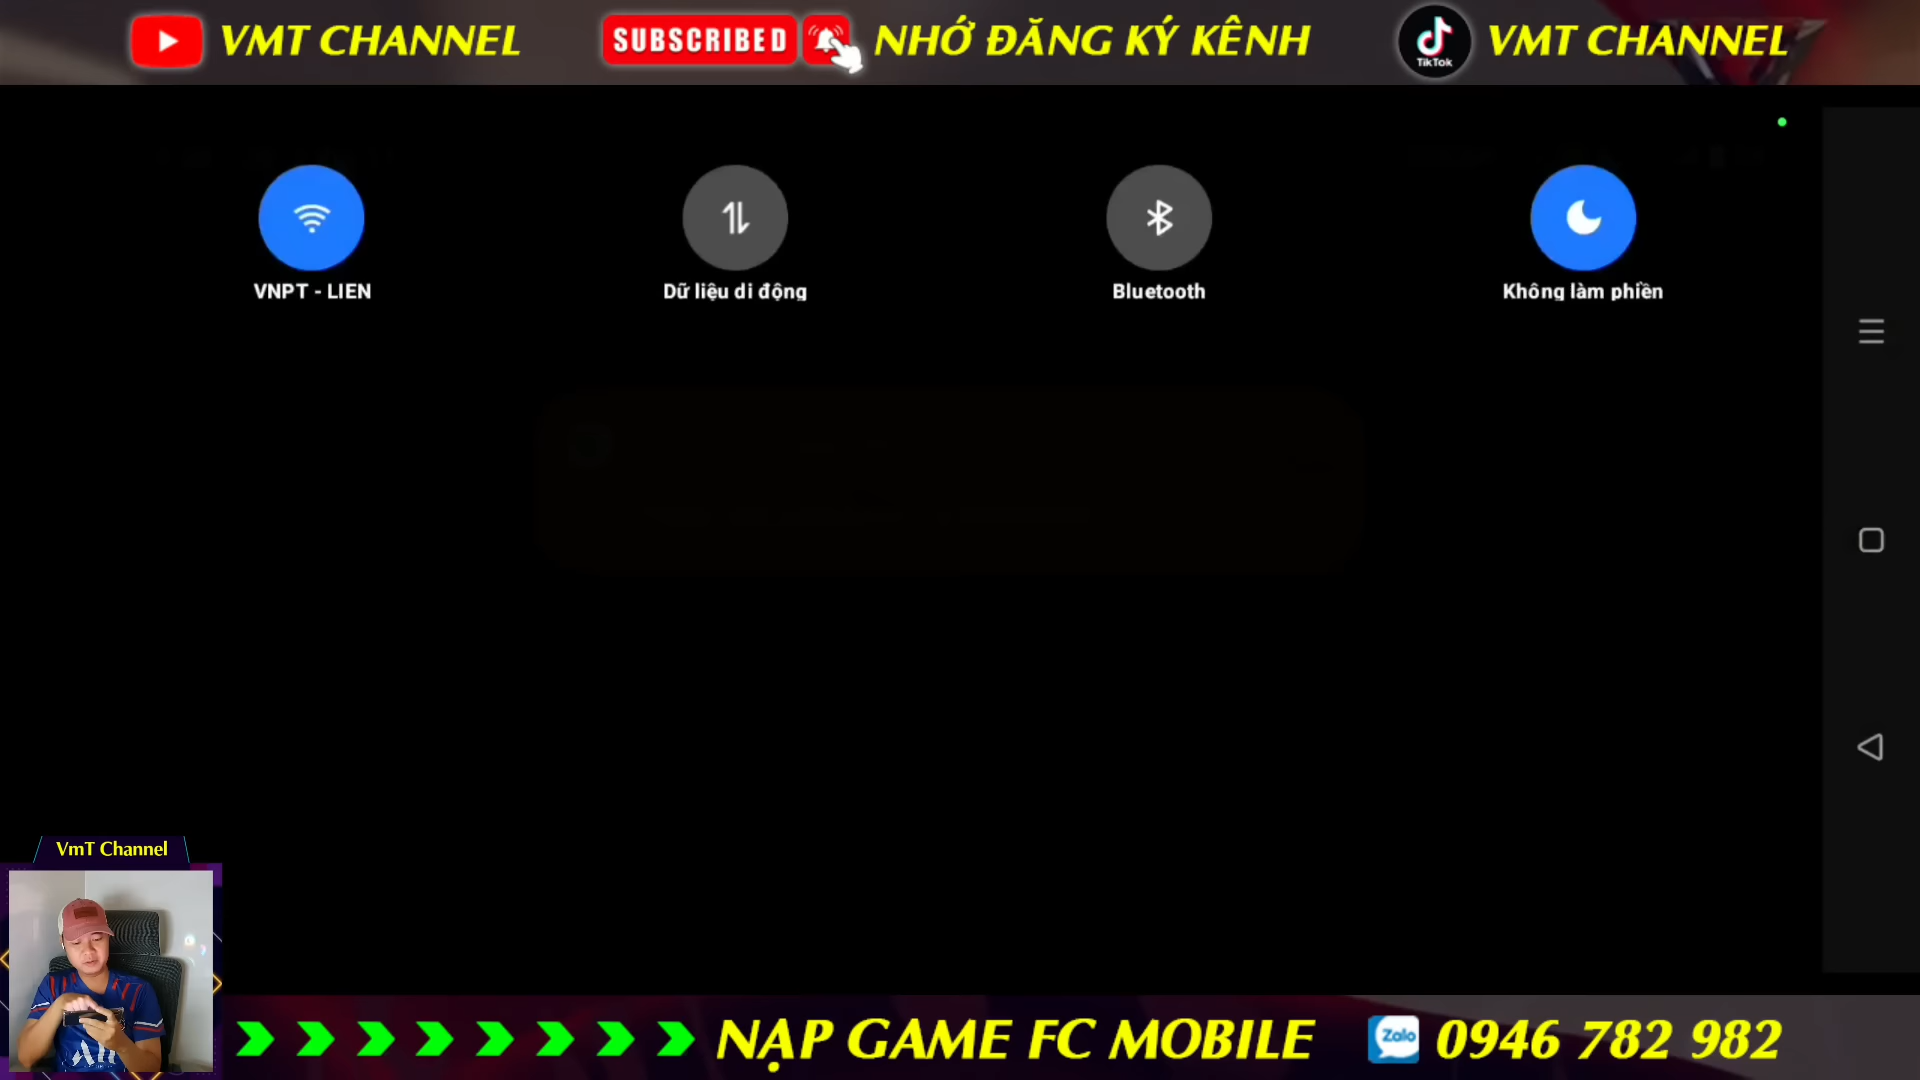 VMT CHANNEL
SUBSCRIBED
NHỚ ĐĂNG KÝ KÊNH
TikTok
VMT CHANNEL
VNPT - LIEN
Dữ liệu di động
Bluetooth
Không làm phiền
VmT Channel
NẠP GAME FC MOBILE
Zalo
0946 782 982